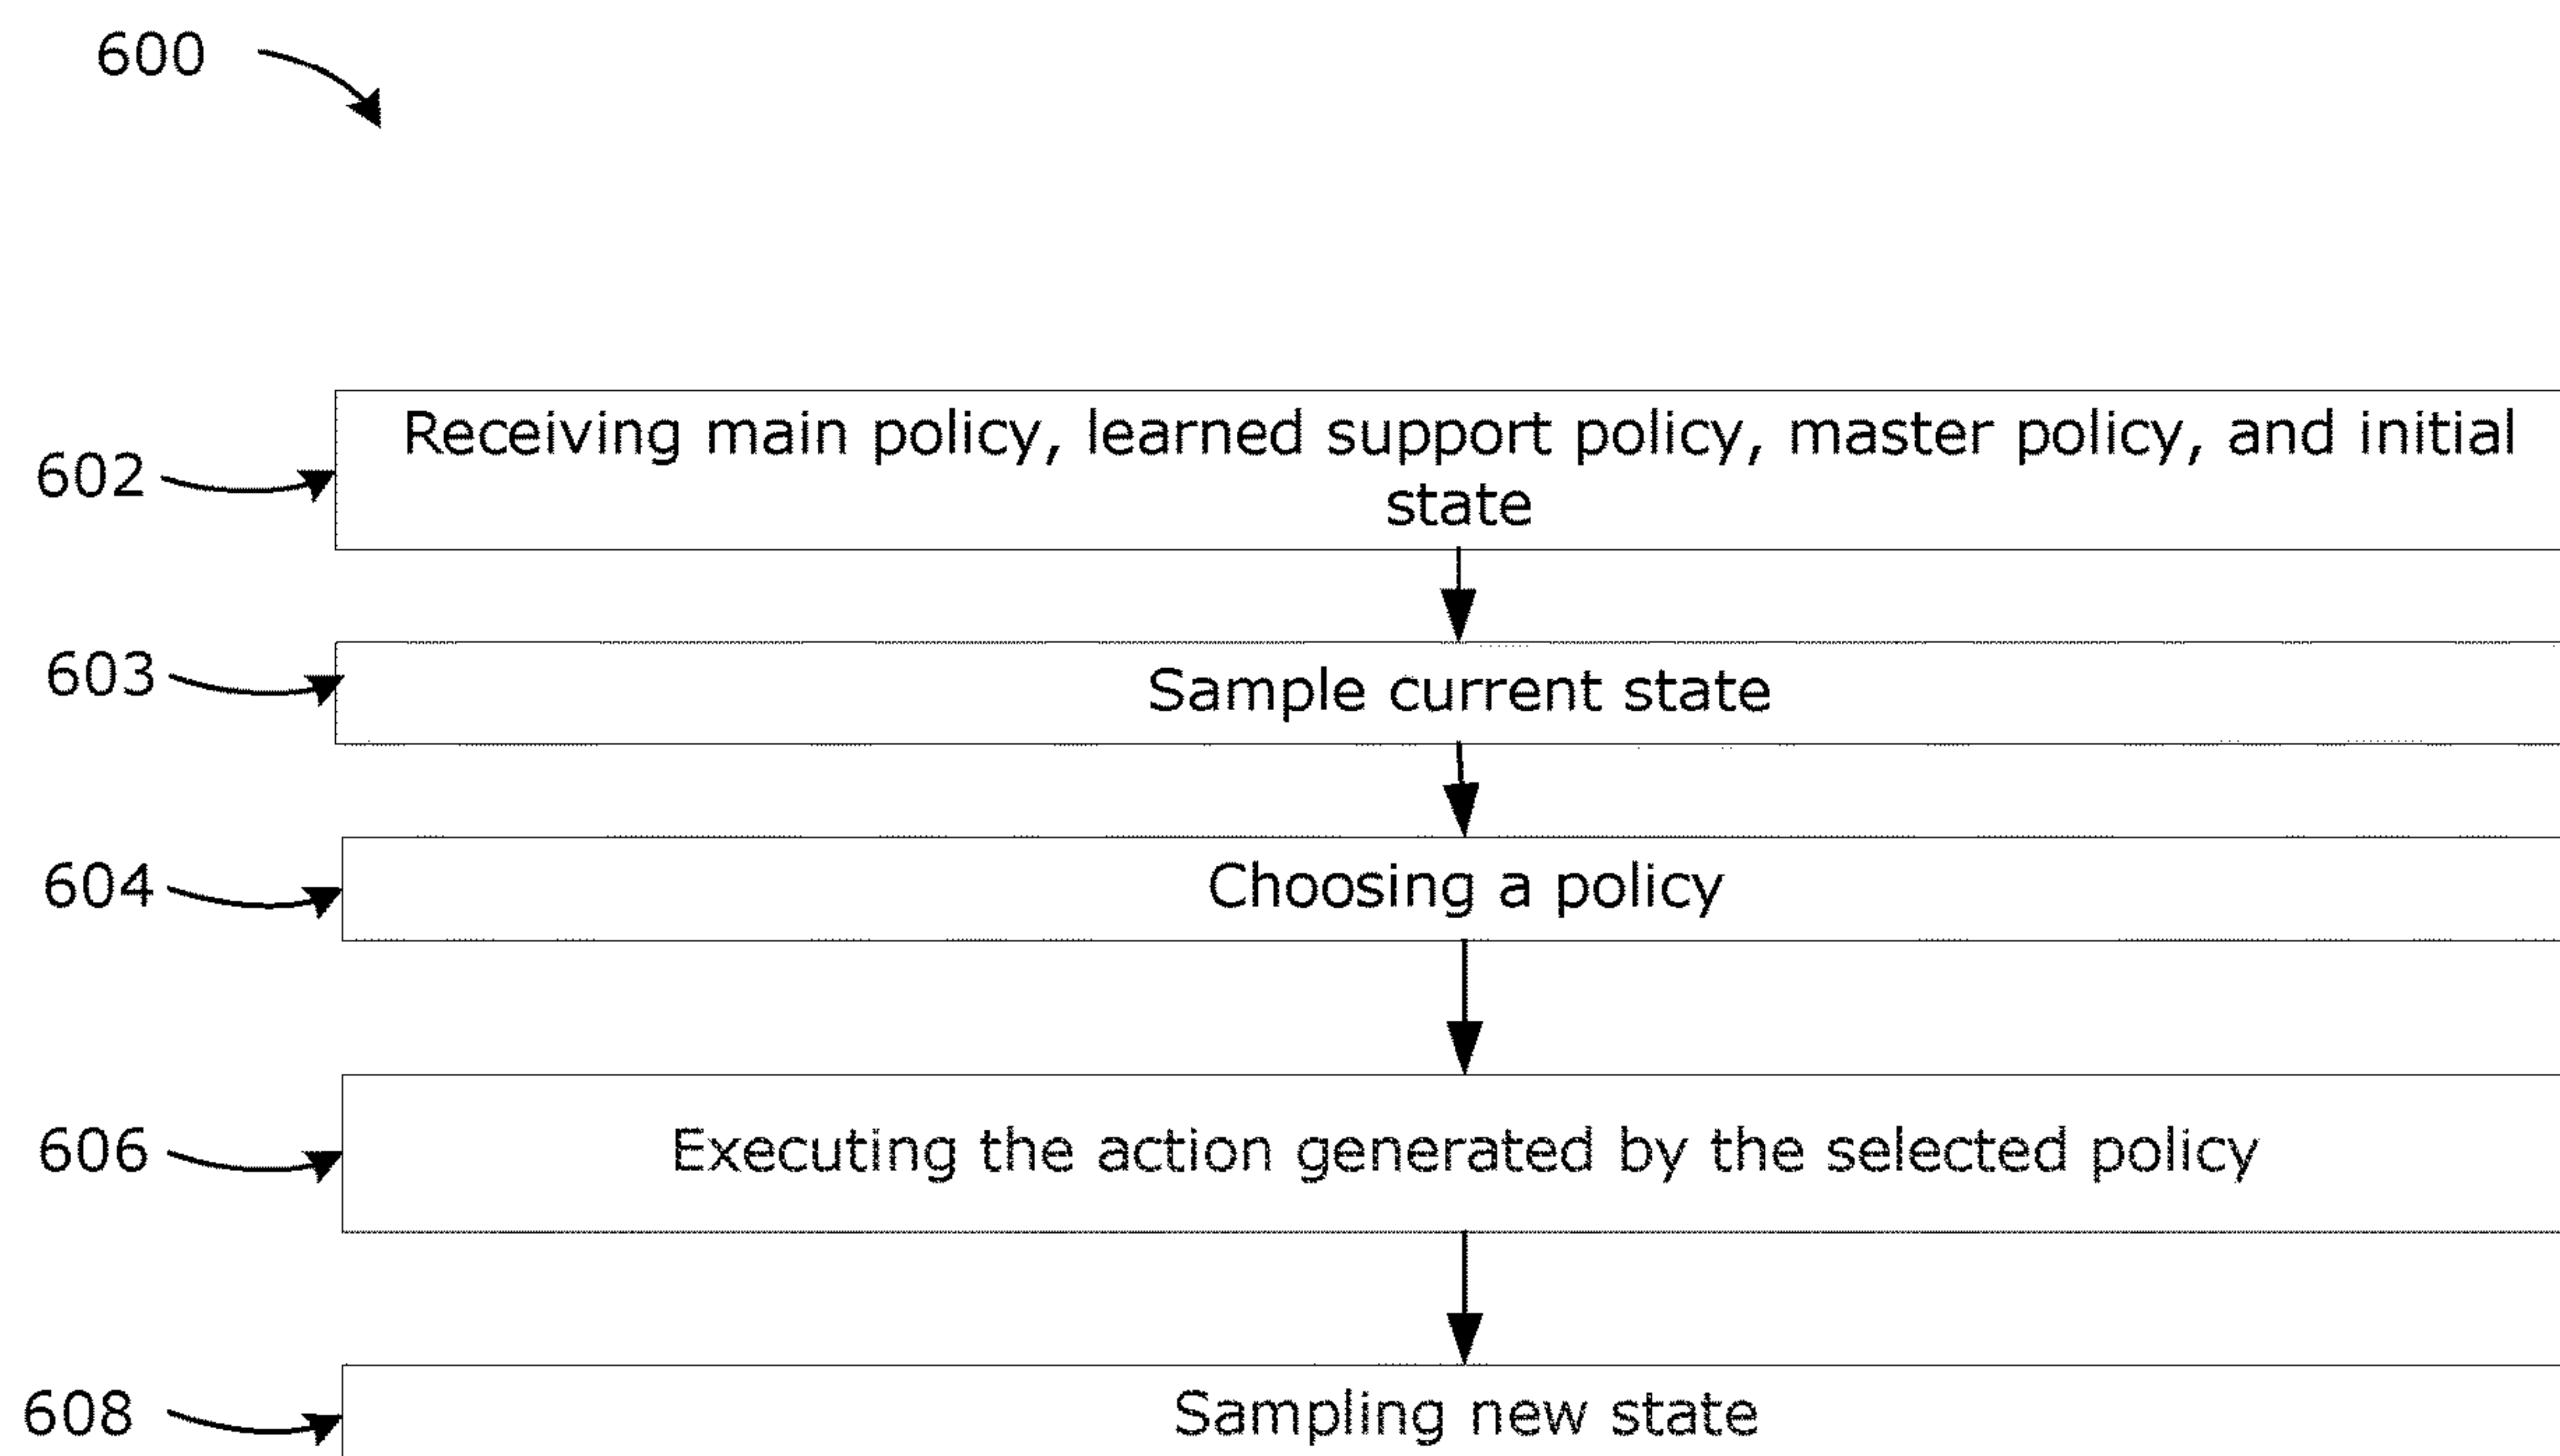 600
602
Receiving main policy, learned support policy, master policy, and initial
state
603
Sample current state
604
Choosing a policy
606
Executing the action generated by the selected policy
608
Sampling new state